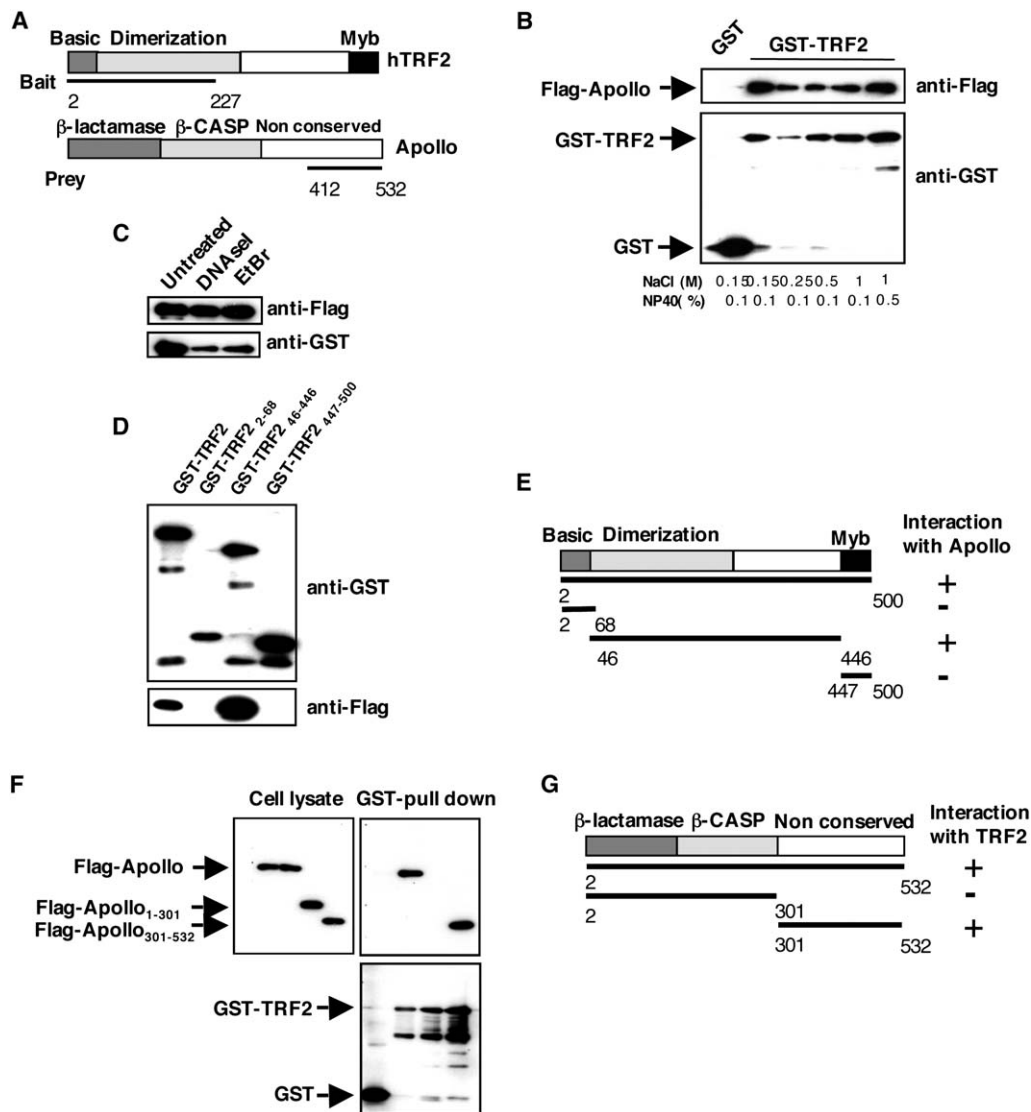 A
Basic Dimerization Myb
hTRF2
Bait
2 227
β-lactamase β-CASP Non conserved
Apollo
Prey
412 532
B
GST GST-TRF2
Flag-Apollo anti-Flag
GST-TRF2
anti-GST
GST
NaCl (M) 0.15 0.15 0.25 0.5 1 1
NP40( %) 0.1 0.1 0.1 0.1 0.1 0.5
C
Untreated DNAseI EtBr
anti-Flag
anti-GST
D
GST-TRF2 GST-TRF2 2-68 GST-TRF2 46-446 GST-TRF2 447-500
anti-GST
anti-Flag
E
Interaction
with Apollo
Basic Dimerization Myb
2 500 +
2 68 -
46 446 +
447 500 -
F
Cell lysate GST-pull down
Flag-Apollo
Flag-Apollo1-301
Flag-Apollo301-532
GST-TRF2
GST
G
Interaction
with TRF2
β-lactamase β-CASP Non conserved
2 532 +
2 301 -
301 532 +